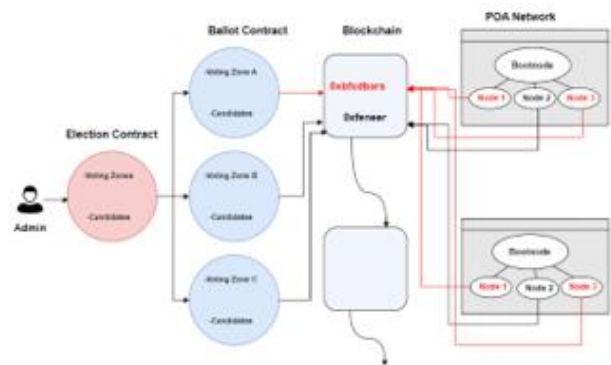 POA Network
Ballot Contract
Blockchain
Bootnode
-Voting Zone A
-Candidates
Node 1
Node 2
Node 3
Election Contract
-Voting Zones
-Candidates
Admin
-Voting Zone B
-Candidates
-Voting Zone C
-Candidates
Bootnode
Node 1
Node 2
Node 3